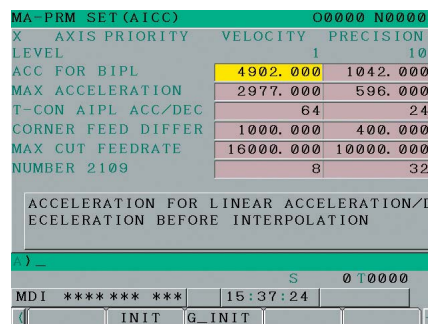 MA-PRM SET(AICC) O0000 N0000
X AXIS PRIORITY VELOCITY PRECISION
LEVEL 1 10
ACC FOR BIPL 4902.000 1042.000
MAX ACCELERATION 2977.000 596.000
T-CON AIPL ACC/DEC 64 24
CORNER FEED DIFFER 1000.000 400.000
MAX CUT FEEDRATE 16000.000 10000.000
NUMBER 2109 8 32
ACCELERATION FOR LINEAR ACCELERATION/D
ECELERATION BEFORE INTERPOLATION
A)_
S 0 T0000
MDI **** *** *** 15:37:24
( INIT G_INIT